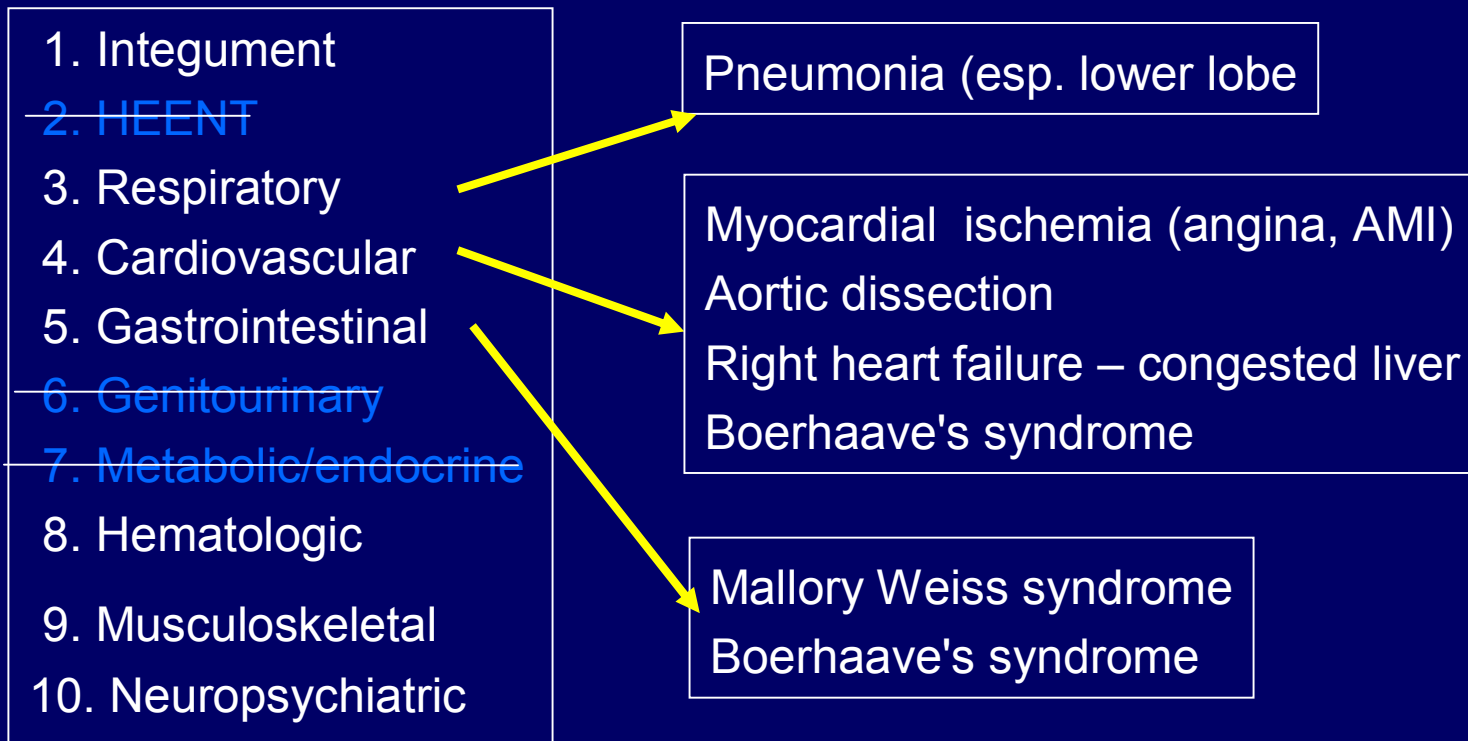 1. Integument
2. HEENT
3. Respiratory
4. Cardiovascular
5. Gastrointestinal
6. Genitourinary
7. Metabolic/endocrine
8. Hematologic
9. Musculoskeletal
10. Neuropsychiatric
Pneumonia (esp. lower lobe
Myocardial ischemia (angina, AMI)
Aortic dissection
Right heart failure – congested liver
Boerhaave's syndrome
Mallory Weiss syndrome
Boerhaave's syndrome